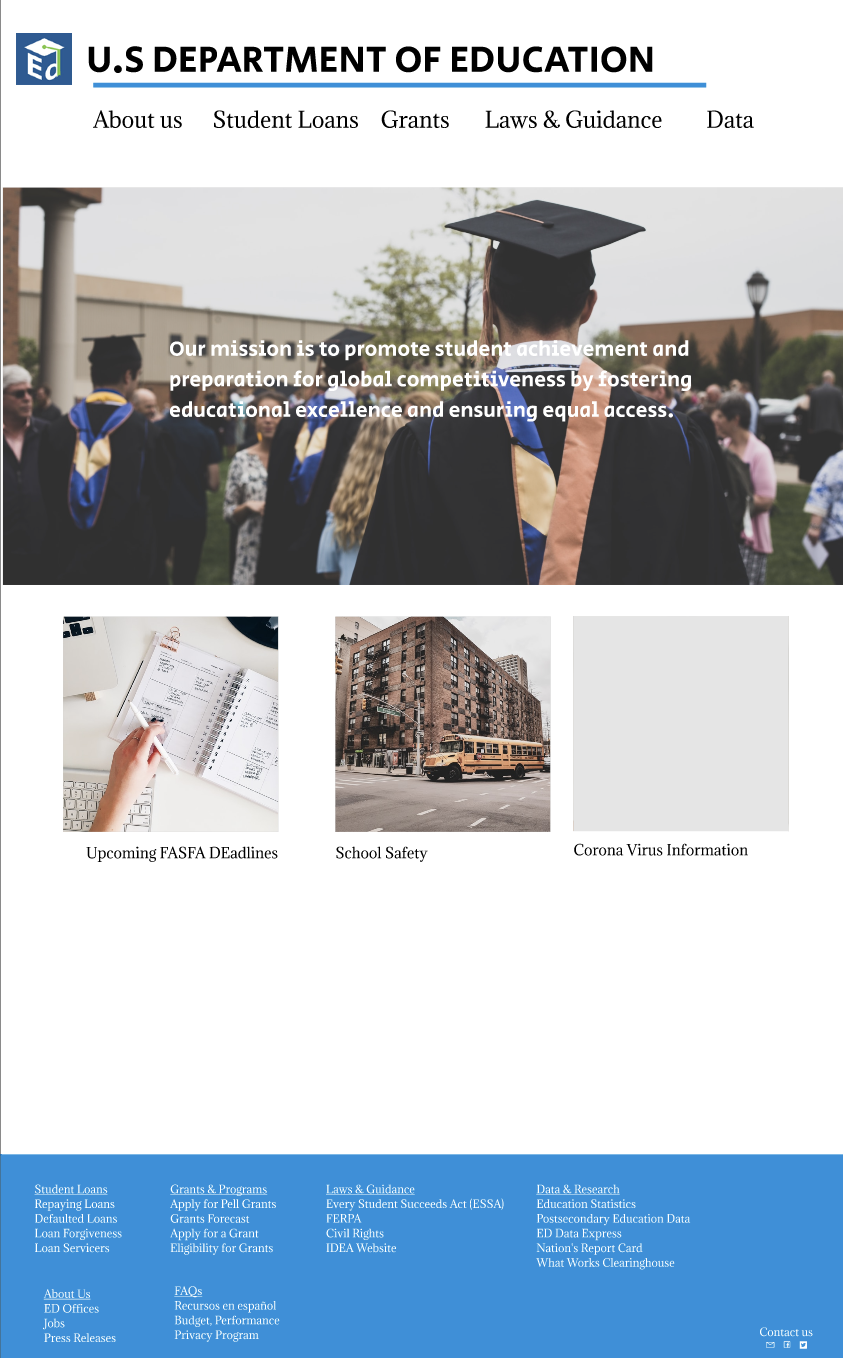 Ed
U.S DEPARTMENT OF EDUCATION
About us Student Loans Grants Laws & Guidance Data
Our mission is to promote student achievement and
preparation for global competitiveness by fostering
educational excellence and ensuring equal access.
Upcoming FASFA DEadlines
School Safety
Corona Virus Information
Student Loans
Repaying Loans
Defaulted Loans
Loan Forgiveness
Loan Servicers
Grants & Programs
Apply for Pell Grants
Grants Forecast
Apply for a Grant
Eligibility for Grants
Laws & Guidance
Every Student Succeeds Act (ESSA)
FERPA
Civil Rights
IDEA Website
Data & Research
Education Statistics
Postsecondary Education Data
ED Data Express
Nation's Report Card
What Works Clearinghouse
About Us
ED Offices
Jobs
Press Releases
FAQs
Recursos en español
Budget, Performance
Privacy Program
Contact us